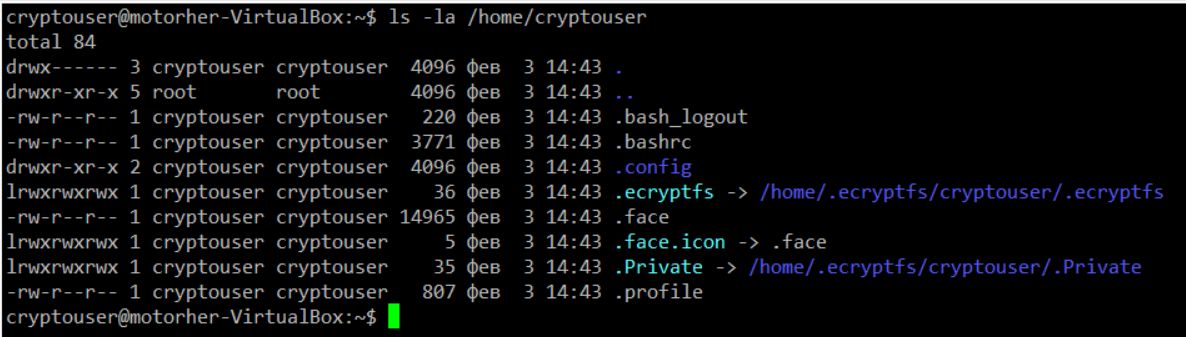 cryptouser@motorher-VirtualBox:~$ ls -la /home/cryptouser
total 84
drwx------ 3 cryptouser cryptouser  4096 фев  3 14:43 .
drwxr-xr-x 5 root       root        4096 фев  3 14:43 ..
-rw-r--r-- 1 cryptouser cryptouser   220 фев  3 14:43 .bash_logout
-rw-r--r-- 1 cryptouser cryptouser  3771 фев  3 14:43 .bashrc
drwxr-xr-x 2 cryptouser cryptouser  4096 фев  3 14:43 .config
lrwxrwxrwx 1 cryptouser cryptouser    36 фев  3 14:43 .ecryptfs -> /home/.ecryptfs/cryptouser/.ecryptfs
-rw-r--r-- 1 cryptouser cryptouser 14965 фев  3 14:43 .face
lrwxrwxrwx 1 cryptouser cryptouser     5 фев  3 14:43 .face.icon -> .face
lrwxrwxrwx 1 cryptouser cryptouser    35 фев  3 14:43 .Private -> /home/.ecryptfs/cryptouser/.Private
-rw-r--r-- 1 cryptouser cryptouser   807 фев  3 14:43 .profile
cryptouser@motorher-VirtualBox:~$